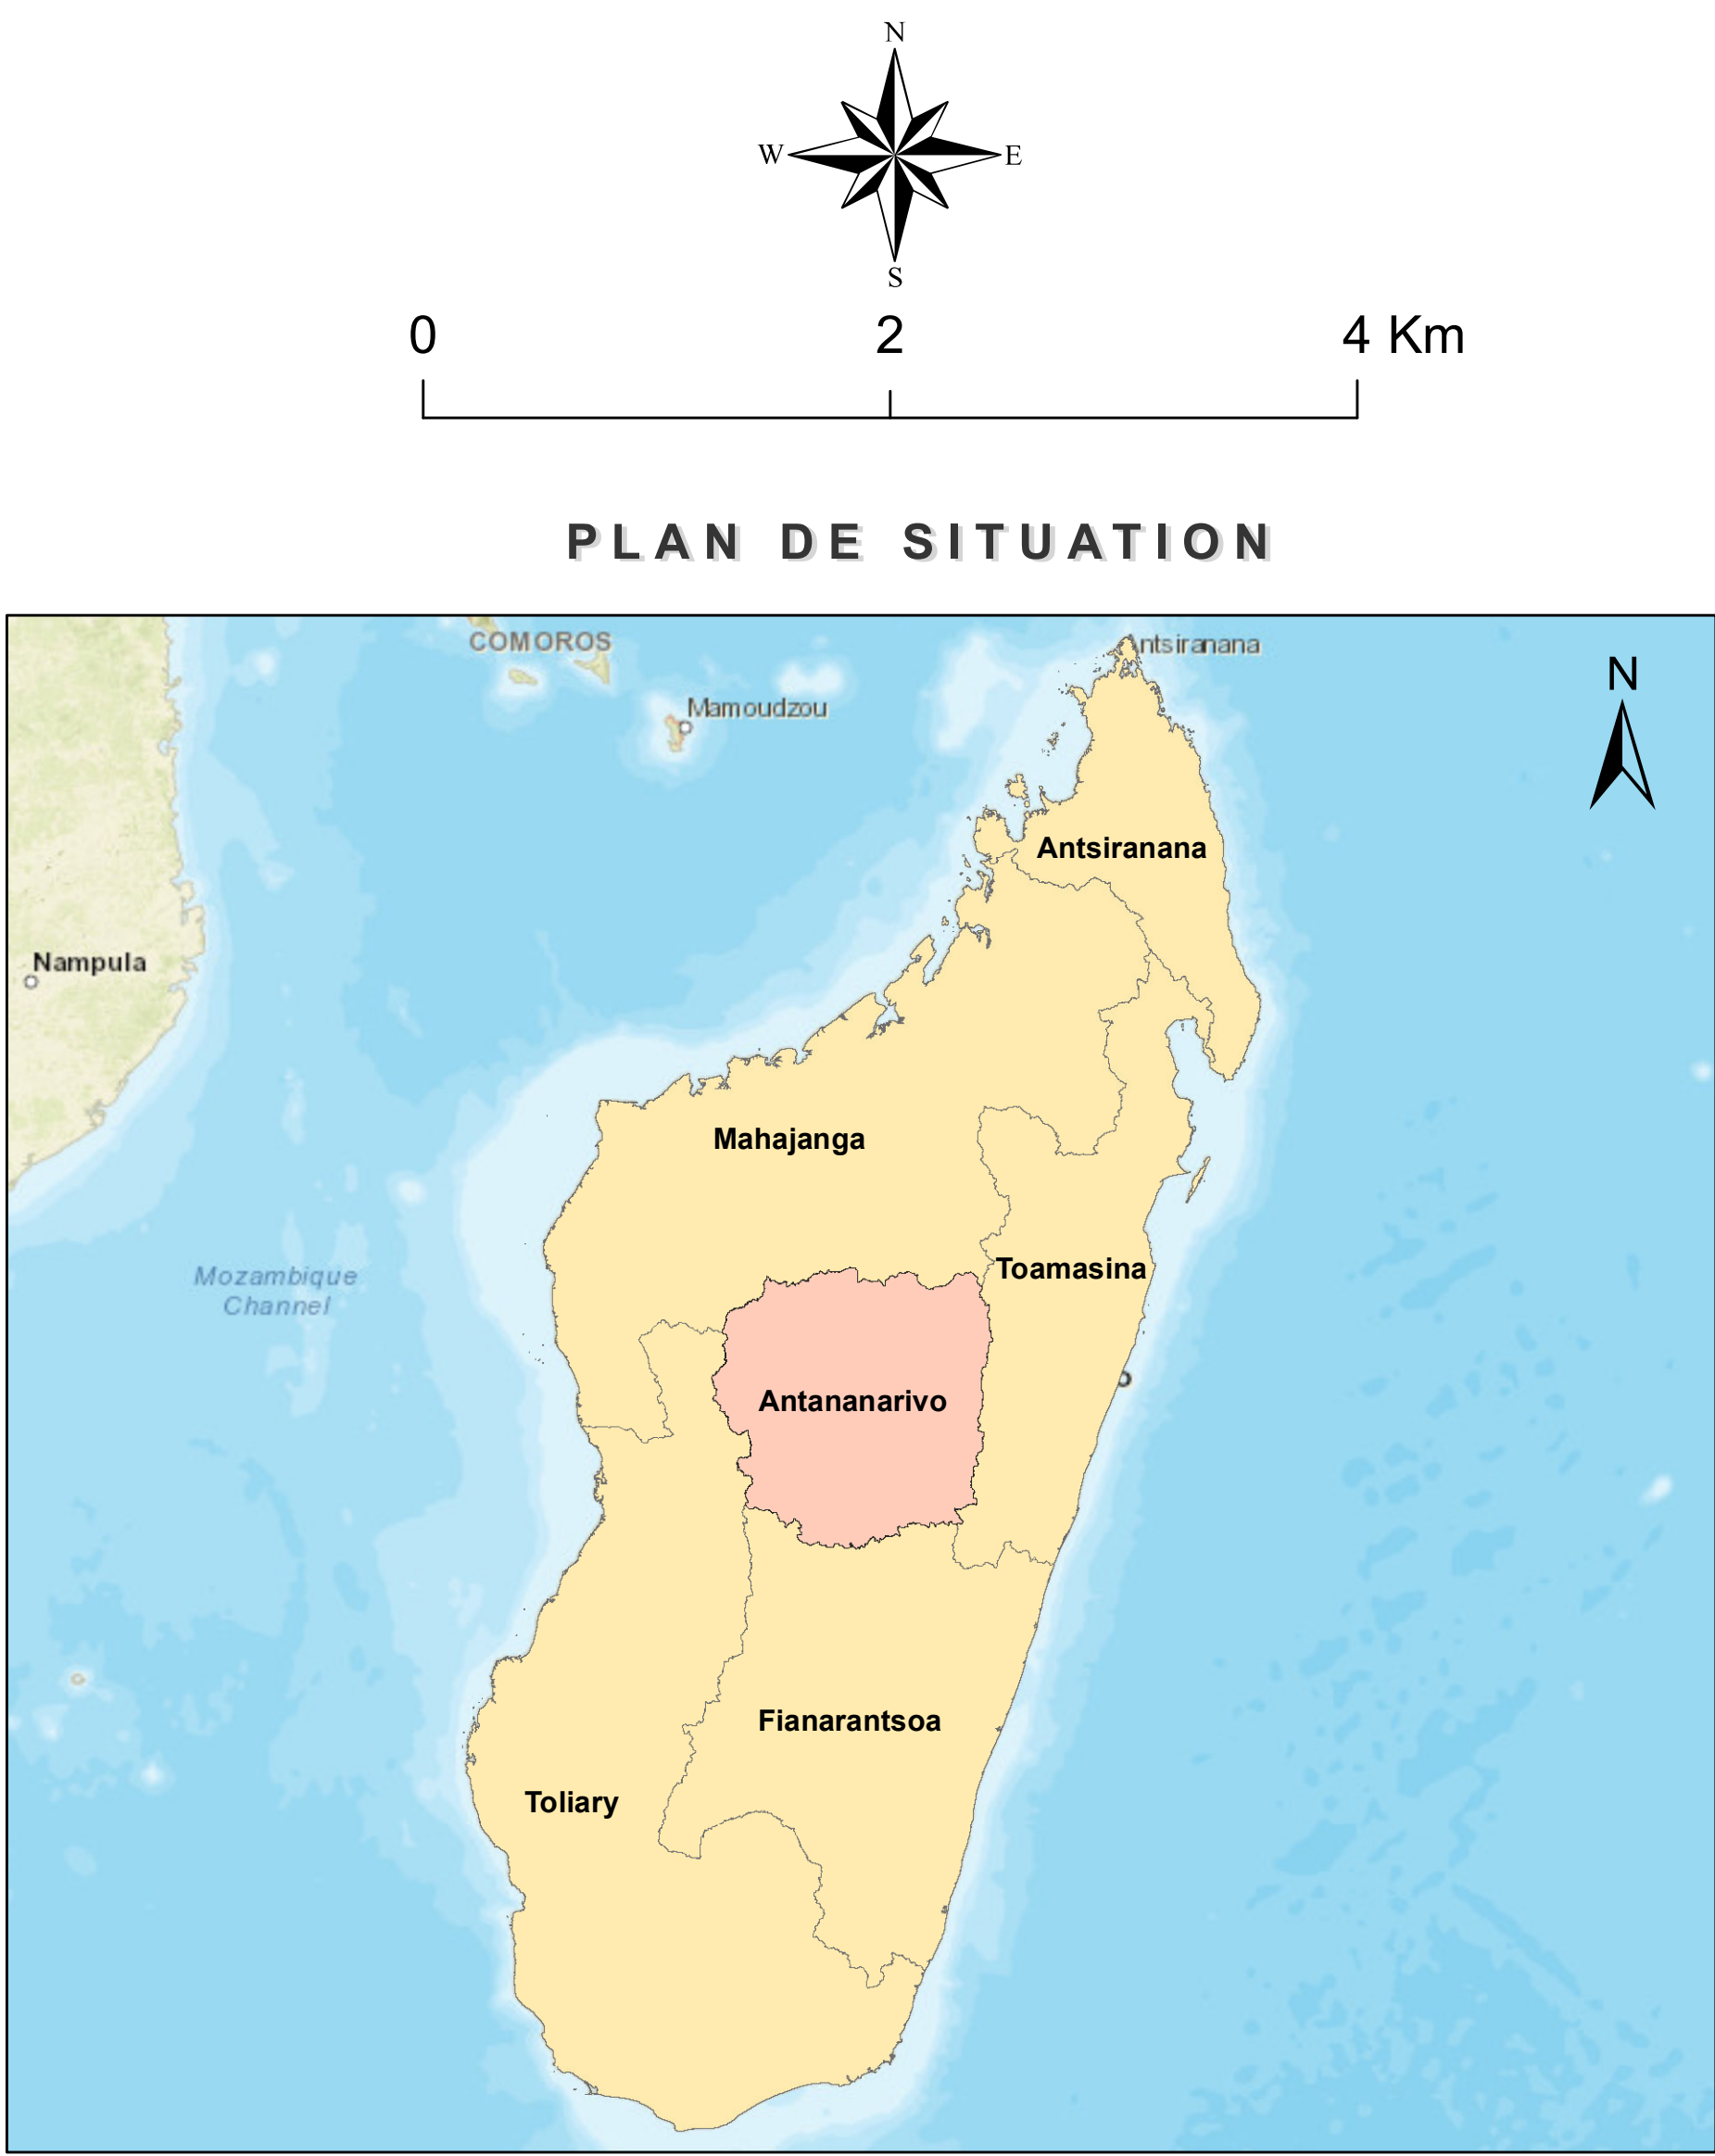 N
W E
S
0 2 4 Km
PLAN DE SITUATION
COMOROS
Antsiranana
N
Mamoudzou
Antsiranana
Nampula
Mahajanga
Toamasina
Mozambique
Channel
Antananarivo
Fianarantsoa
Toliary